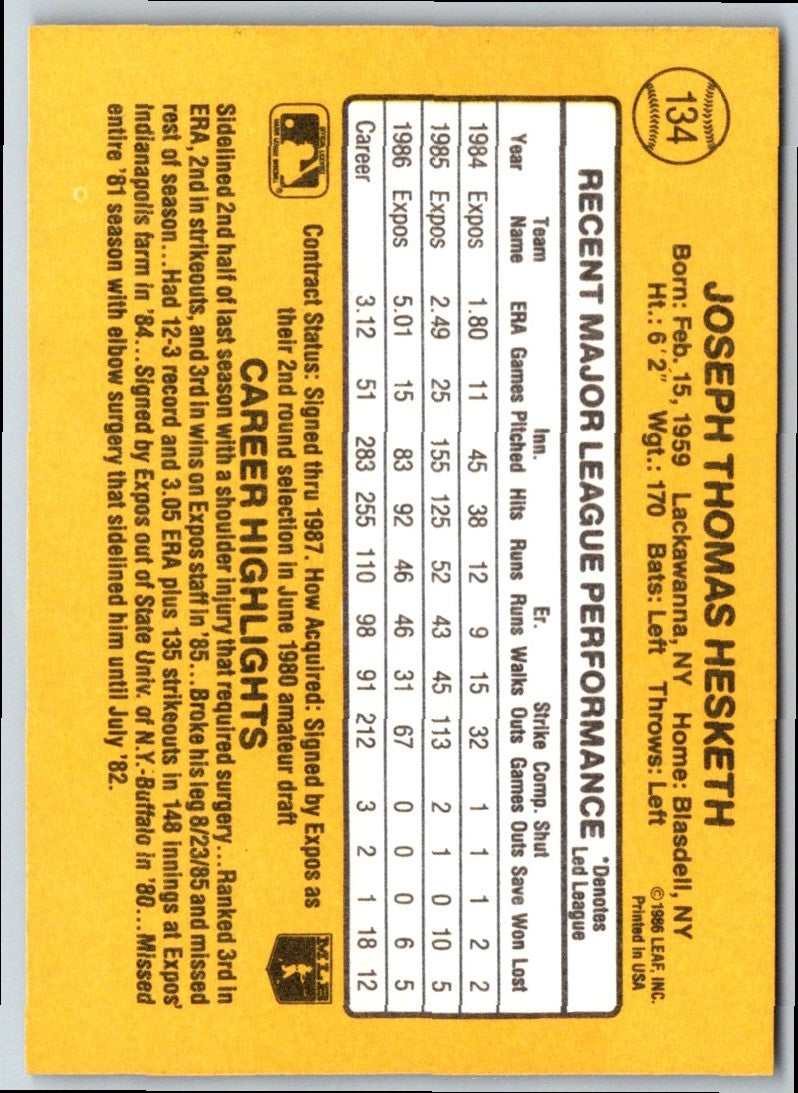 134
JOSEPH THOMAS HESKETH
Born: Feb. 15, 1959 Lackawanna, NY Home: Blasdell, NY
Ht.: 6'2" Wgt.: 170 Bats: Left Throws: Left
© 1986 LEAF, INC.
Printed in USA
RECENT MAJOR LEAGUE PERFORMANCE *Denotes
Led League
Team Inn. Er. Strike Comp. Shut
Year Name ERA Games Pitched Hits Runs Runs Walks Outs Games Outs Save Won Lost
1984 Expos 1.80 11 45 38 12 9 15 32 1 1 1 2 2
1985 Expos 2.49 25 155 125 52 43 45 113 2 1 0 10 5
1986 Expos 5.01 15 83 92 46 46 31 67 0 0 0 6 5
Career 3.12 51 283 255 110 98 91 212 3 2 1 18 12
Contract Status: Signed thru 1987. How Acquired: Signed by Expos as
their 2nd round selection in June 1980 amateur draft
MLB
CAREER HIGHLIGHTS
Sidelined 2nd half of last season with a shoulder injury that required surgery...Ranked 3rd in
ERA, 2nd in strikeouts, and 3rd in wins on Expos staff in '85...Broke his leg 8/23/85 and missed
rest of season...Had 12-3 record and 3.05 ERA plus 135 strikeouts in 148 innings at Expos'
Indianapolis farm in '84...Signed by Expos out of State Univ. of N.Y.-Buffalo in '80...Missed
entire '81 season with elbow surgery that sidelined him until July '82.